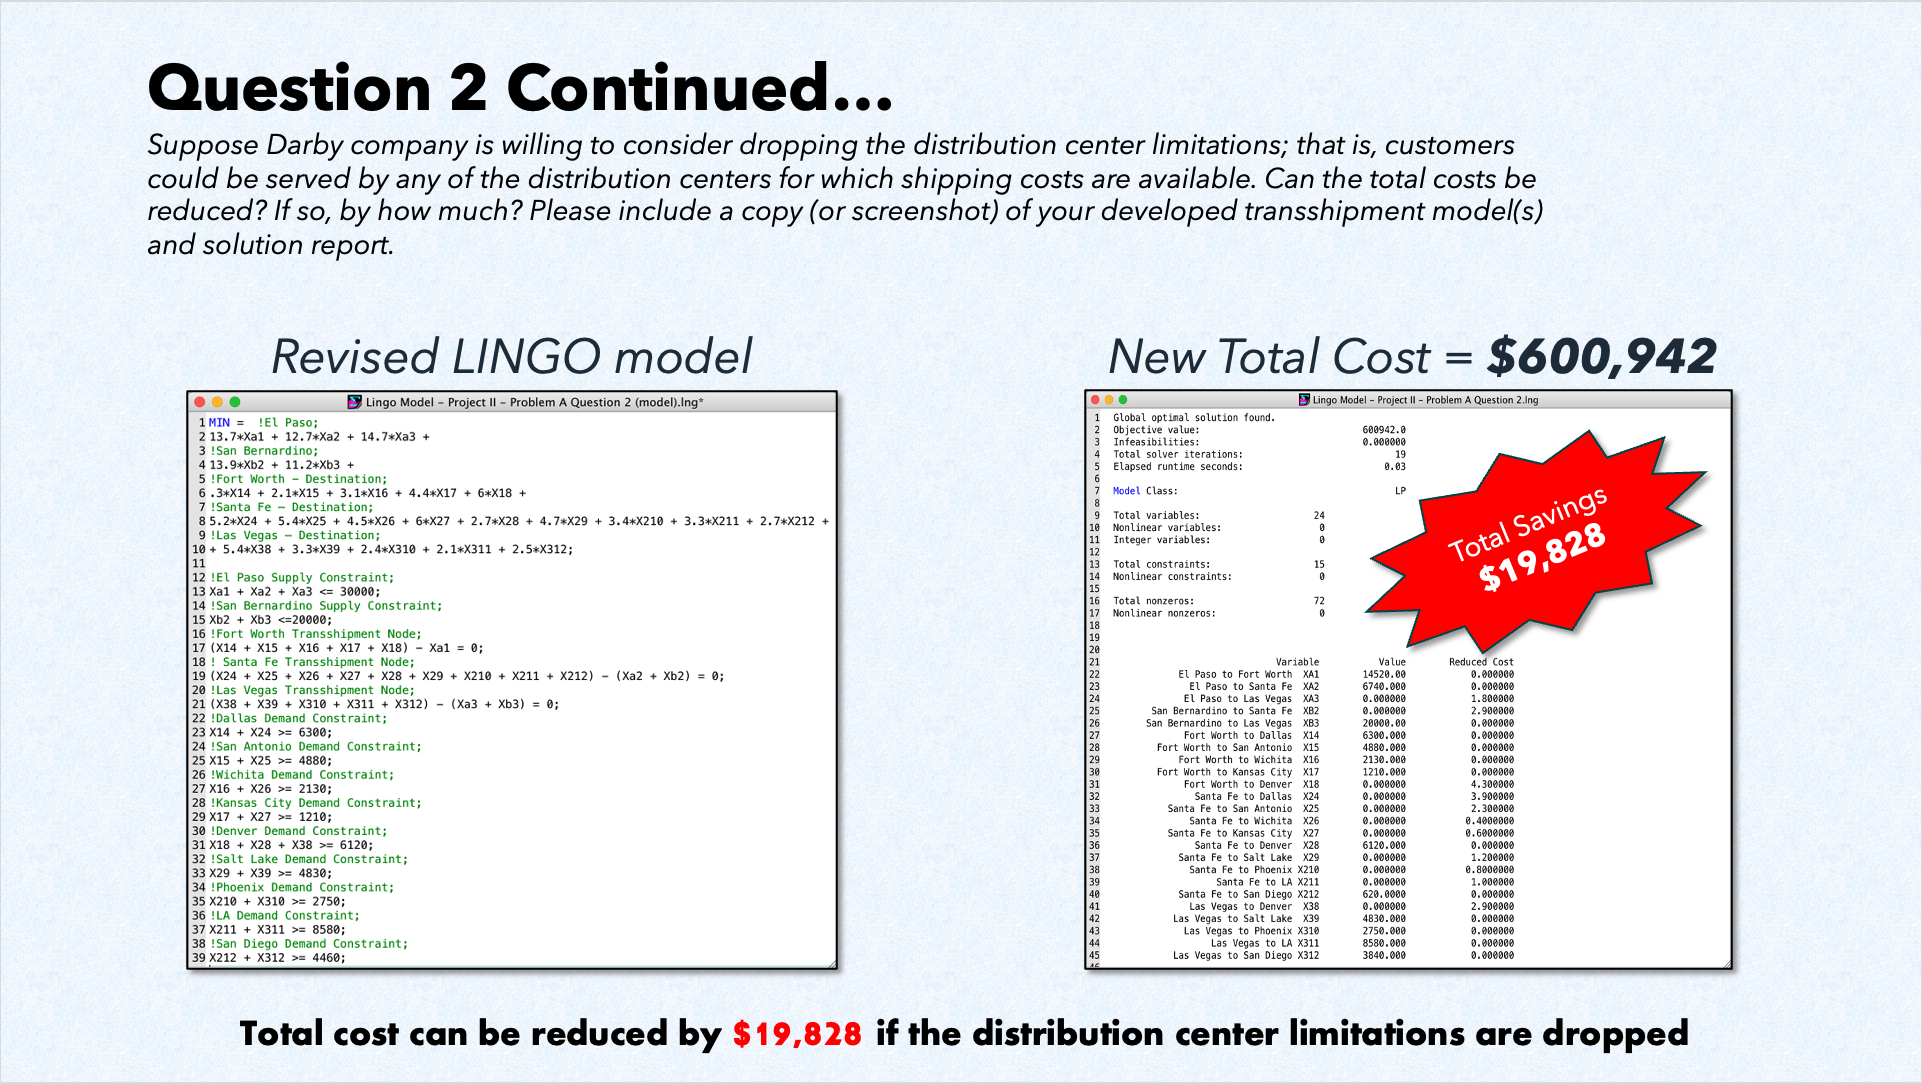 Question 2 Continued...
Suppose Darby company is willing to consider dropping the distribution center limitations; that is, customers
could be served by any of the distribution centers for which shipping costs are available. Can the total costs be
reduced? If so, by how much? Please include a copy (or screenshot) of your developed transshipment model(s)
and solution report.
Revised LINGO model
Lingo Model - Project II - Problem A Question 2 (model).lng*
1 MIN =  !El Paso;
2 13.7*Xa1 + 12.7*Xa2 + 14.7*Xa3 +
3 !San Bernardino;
4 13.9*Xb2 + 11.2*Xb3 +
5 !Fort Worth - Destination;
6 .3*X14 + 2.1*X15 + 3.1*X16 + 4.4*X17 + 6*X18 +
7 !Santa Fe - Destination;
8 5.2*X24 + 5.4*X25 + 4.5*X26 + 6*X27 + 2.7*X28 + 4.7*X29 + 3.4*X210 + 3.3*X211 + 2.7*X212 +
9 !Las Vegas - Destination;
10 + 5.4*X38 + 3.3*X39 + 2.4*X310 + 2.1*X311 + 2.5*X312;
11
12 !El Paso Supply Constraint;
13 Xa1 + Xa2 + Xa3 <= 30000;
14 !San Bernardino Supply Constraint;
15 Xb2 + Xb3 <=20000;
16 !Fort Worth Transshipment Node;
17 (X14 + X15 + X16 + X17 + X18) - Xa1 = 0;
18 ! Santa Fe Transshipment Node;
19 (X24 + X25 + X26 + X27 + X28 + X29 + X210 + X211 + X212) - (Xa2 + Xb2) = 0;
20 !Las Vegas Transshipment Node;
21 (X38 + X39 + X310 + X311 + X312) - (Xa3 + Xb3) = 0;
22 !Dallas Demand Constraint;
23 X14 + X24 >= 6300;
24 !San Antonio Demand Constraint;
25 X15 + X25 >= 4880;
26 !Wichita Demand Constraint;
27 X16 + X26 >= 2130;
28 !Kansas City Demand Constraint;
29 X17 + X27 >= 1210;
30 !Denver Demand Constraint;
31 X18 + X28 + X38 >= 6120;
32 !Salt Lake Demand Constraint;
33 X29 + X39 >= 4830;
34 !Phoenix Demand Constraint;
35 X210 + X310 >= 2750;
36 !LA Demand Constraint;
37 X211 + X311 >= 8580;
38 !San Diego Demand Constraint;
39 X212 + X312 >= 4460;
New Total Cost = $600,942
Lingo Model - Project II - Problem A Question 2.lng
1 Global optimal solution found.
2 Objective value: 600942.0
3 Infeasibilities: 0.000000
4 Total solver iterations: 19
5 Elapsed runtime seconds: 0.03
6
7 Model Class: LP
8
9 Total variables: 24
10 Nonlinear variables: 0
11 Integer variables: 0
12
13 Total constraints: 15
14 Nonlinear constraints: 0
15
16 Total nonzeros: 72
17 Nonlinear nonzeros: 0
18
19
20
21 Variable Value Reduced Cost
22 El Paso to Fort Worth XA1 14520.00 0.000000
23 El Paso to Santa Fe XA2 6740.000 0.000000
24 El Paso to Las Vegas XA3 0.000000 1.800000
25 San Bernardino to Santa Fe XB2 0.000000 2.900000
26 San Bernardino to Las Vegas XB3 20000.00 0.000000
27 Fort Worth to Dallas X14 6300.000 0.000000
28 Fort Worth to San Antonio X15 4880.000 0.000000
29 Fort Worth to Wichita X16 2130.000 0.000000
30 Fort Worth to Kansas City X17 1210.000 0.000000
31 Fort Worth to Denver X18 0.000000 4.300000
32 Santa Fe to Dallas X24 0.000000 3.900000
33 Santa Fe to San Antonio X25 0.000000 2.300000
34 Santa Fe to Wichita X26 0.000000 0.4000000
35 Santa Fe to Kansas City X27 0.000000 0.6000000
36 Santa Fe to Denver X28 6120.000 0.000000
37 Santa Fe to Salt Lake X29 0.000000 1.200000
38 Santa Fe to Phoenix X210 0.000000 0.8000000
39 Santa Fe to LA X211 0.000000 1.000000
40 Santa Fe to San Diego X212 620.0000 0.000000
41 Las Vegas to Denver X38 0.000000 2.900000
42 Las Vegas to Salt Lake X39 4830.000 0.000000
43 Las Vegas to Phoenix X310 2750.000 0.000000
44 Las Vegas to LA X311 8580.000 0.000000
45 Las Vegas to San Diego X312 3840.000 0.000000
Total Savings
$19,828
Total cost can be reduced by $19,828 if the distribution center limitations are dropped